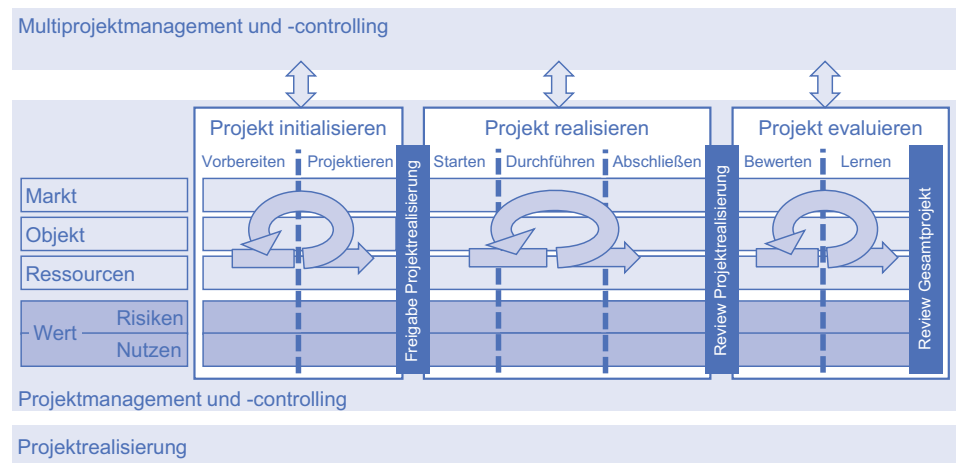 Multiprojektmanagement und -controlling
Projekt initialisieren
Projekt realisieren
Projekt evaluieren
Vorbereiten
Projektieren
Starten
Durchführen
Abschließen
Bewerten
Lernen
Freigabe Projektrealisierung
Review Projektrealisierung
Review Gesamtprojekt
Markt
Objekt
Ressourcen
Wert
Risiken
Nutzen
Projektmanagement und -controlling
Projektrealisierung